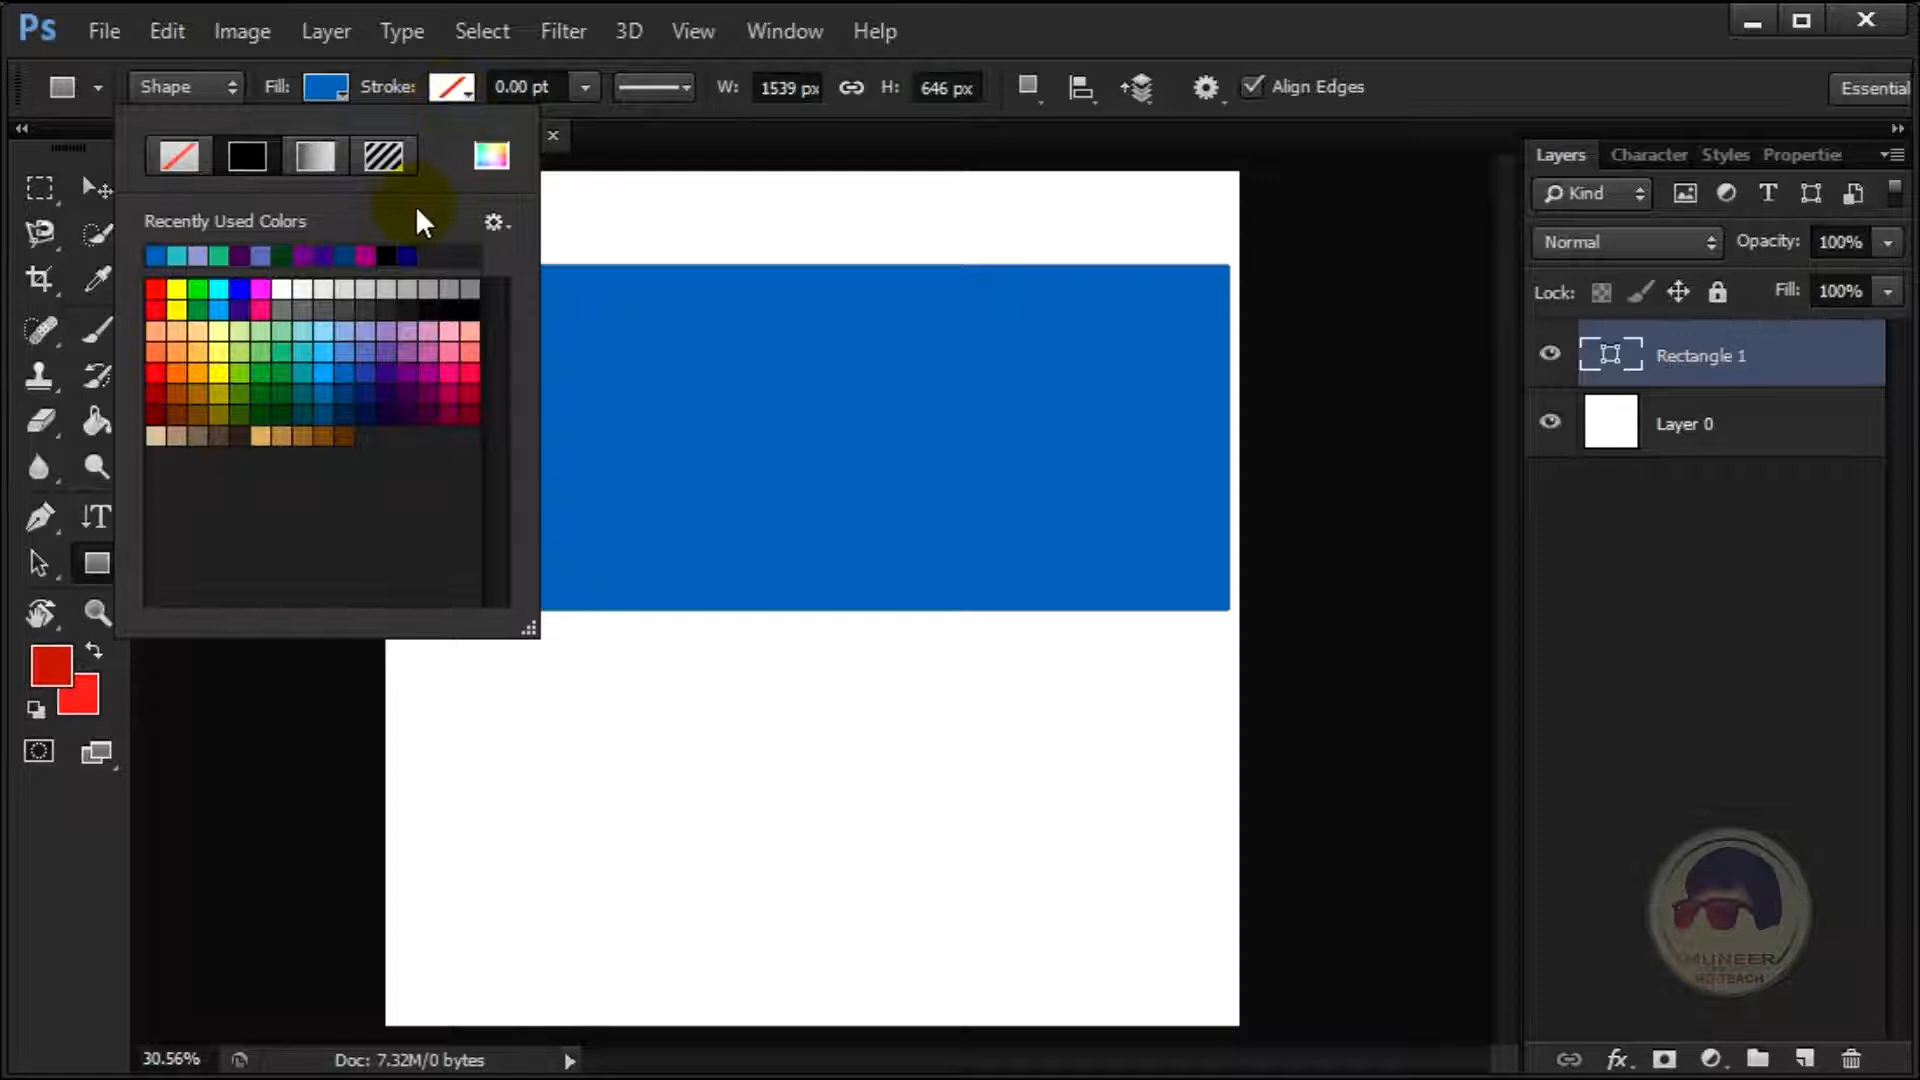 Ps File Edit Image Layer Type Select Filter 3D View Window Help
Shape Fill: Stroke: 0.00 pt W: 1539 px H: 646 px Align Edges Essential
Layers Character Styles Propertie
Recently Used Colors
Kind
Normal Opacity: 100%
Lock: Fill: 100%
Rectangle 1
Layer 0
MUNEER
30.56% Doc: 7.32M/0 bytes